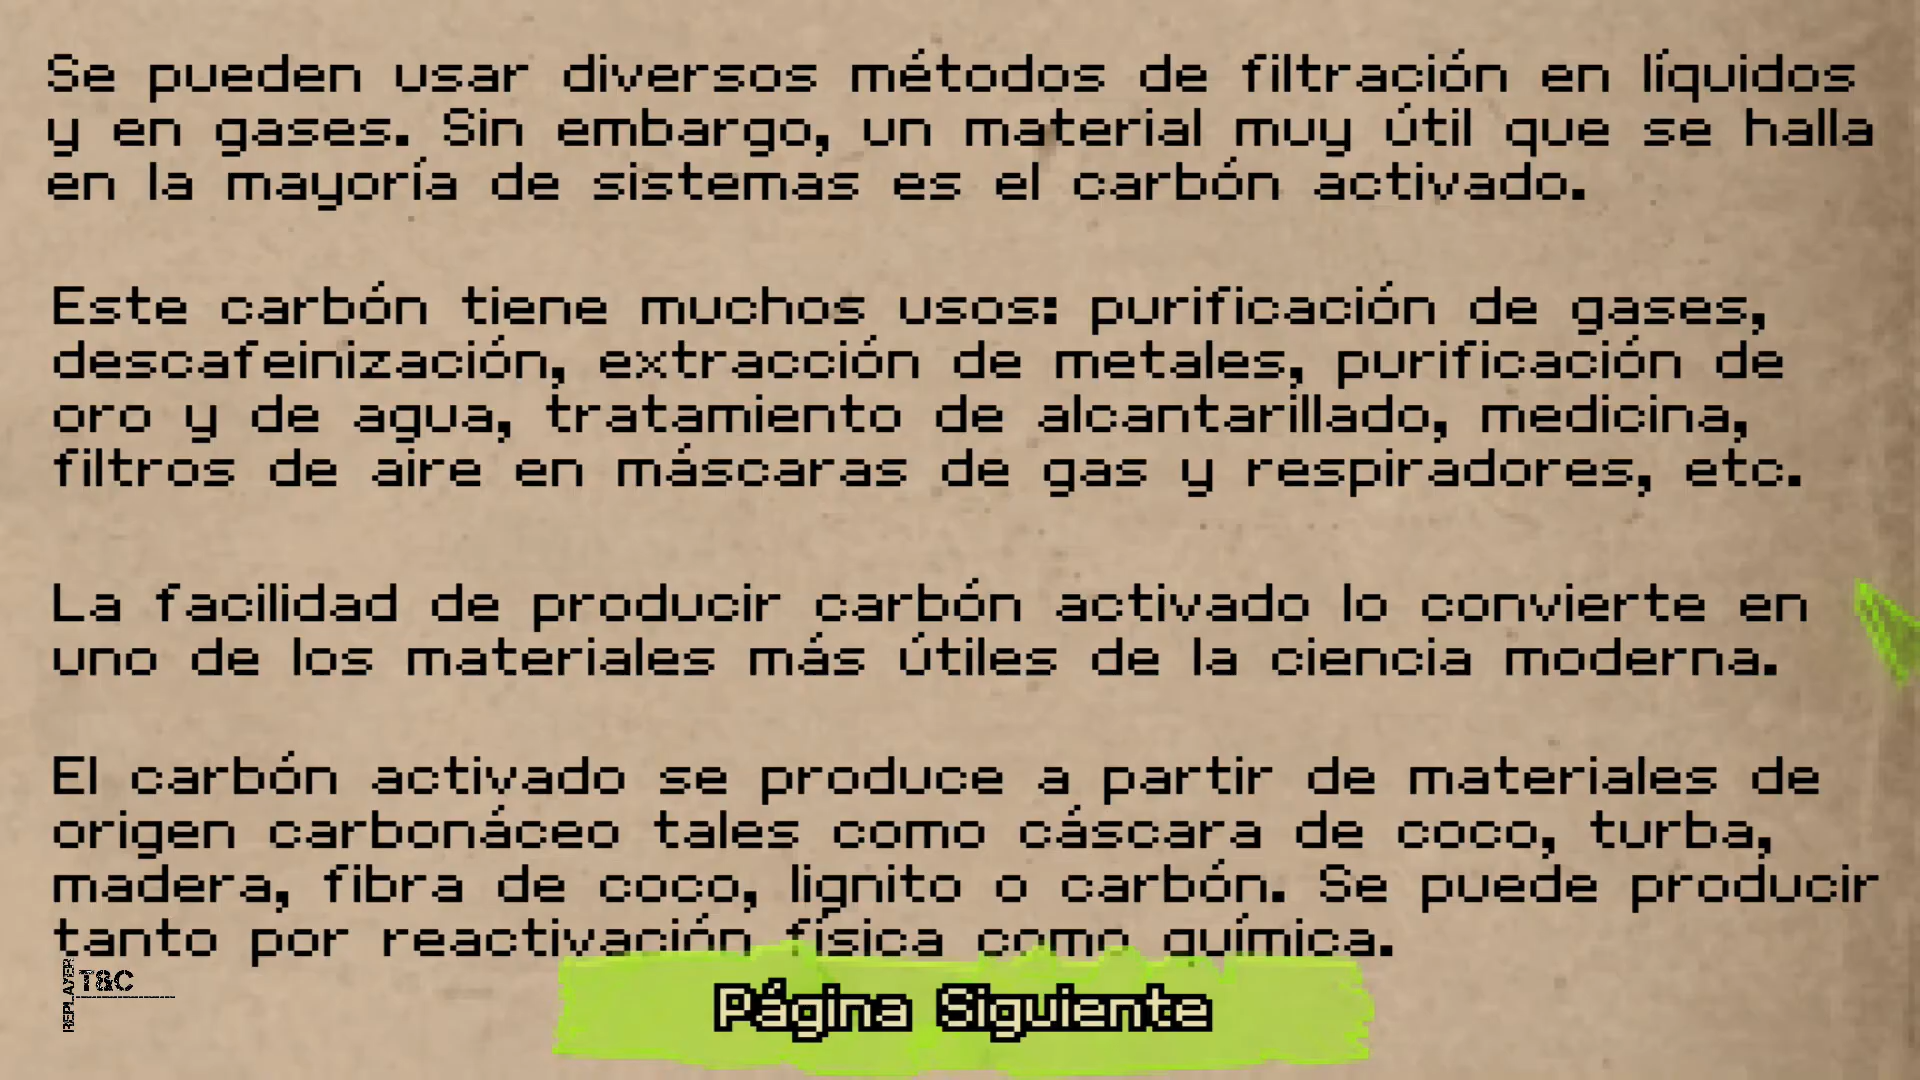 Se pueden usar diversos métodos de filtración en líquidos
y en gases. Sin embargo, un material muy útil que se halla
en la mayoría de sistemas es el carbón activado.
Este carbón tiene muchos usos: purificación de gases,
descafeinización, extracción de metales, purificación de
oro y de agua, tratamiento de alcantarillado, medicina,
filtros de aire en máscaras de gas y respiradores, etc.
La facilidad de producir carbón activado lo convierte en
uno de los materiales más útiles de la ciencia moderna.
El carbón activado se produce a partir de materiales de
origen carbonáceo tales como cáscara de coco, turba,
madera, fibra de coco, lignito o carbón. Se puede producir
tanto por reactivación física como química.
REPLAYER
T&C
Página Siguiente